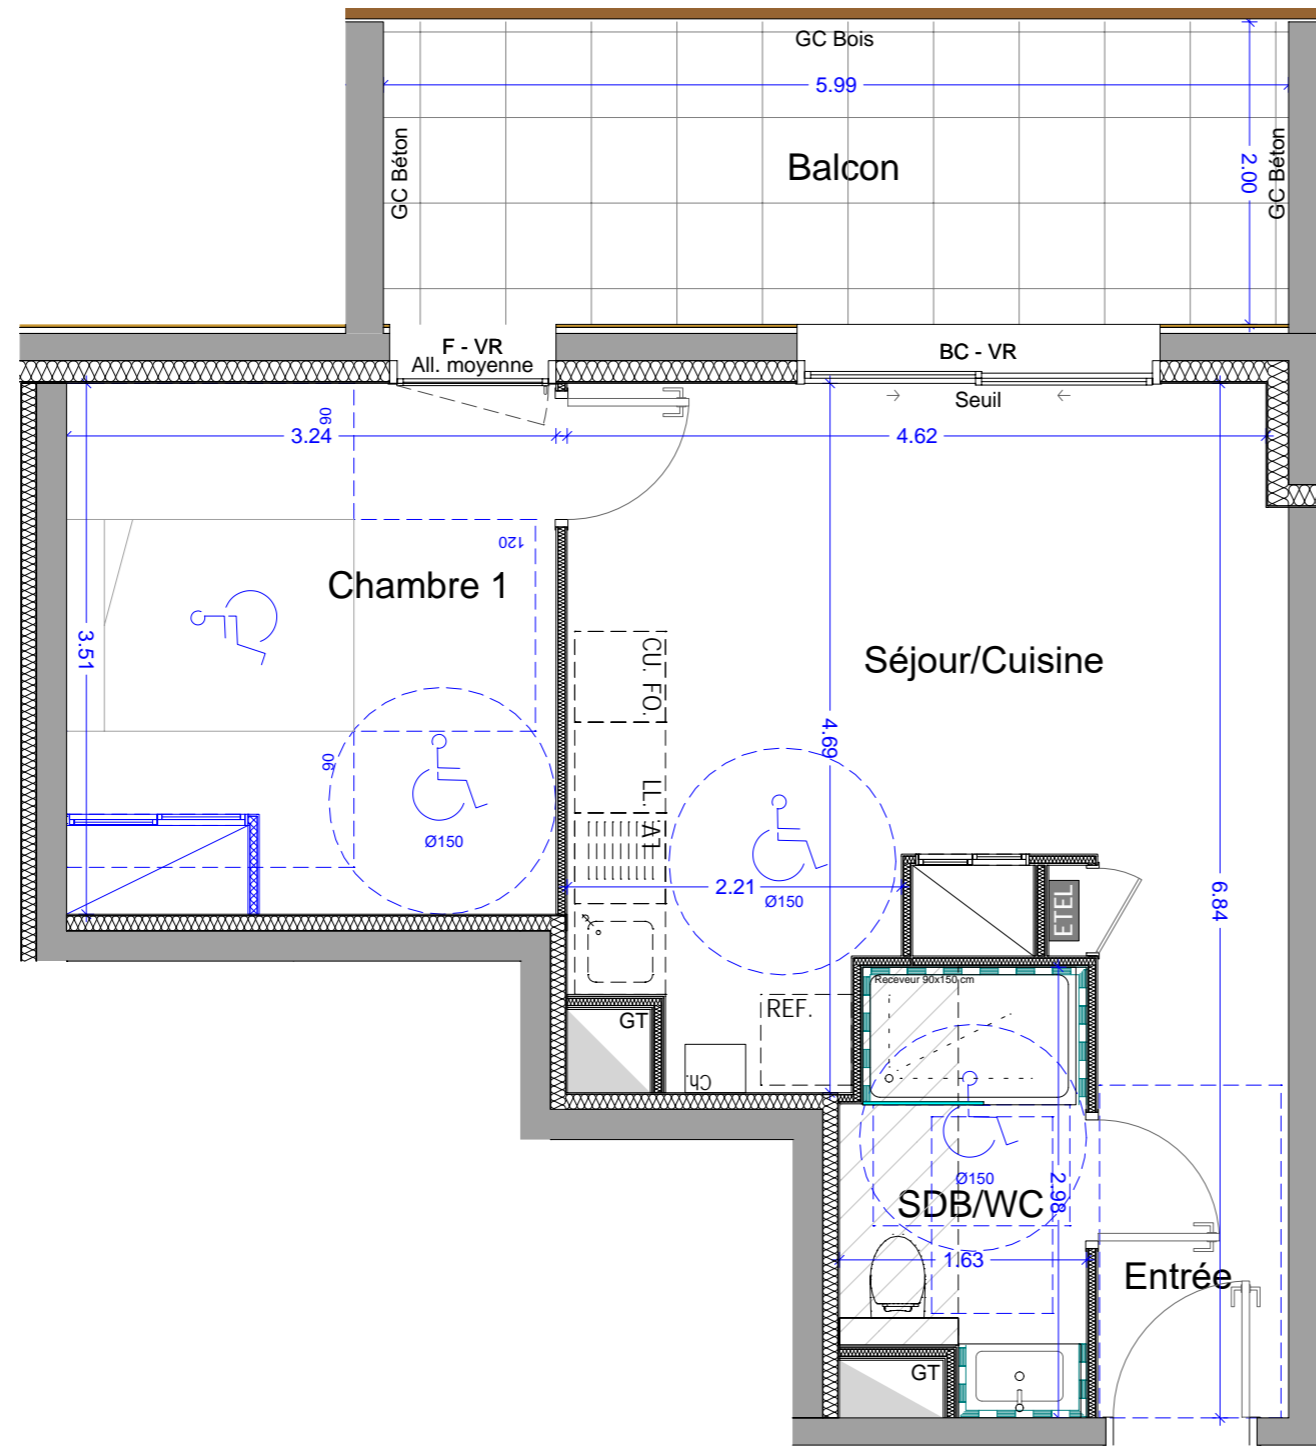 GC Bois
5.99
GC Béton
Balcon
2.00
GC Béton
F - VR
All. moyenne
BC - VR
Seuil
90
3.24
4.62
120
Chambre 1
3.51
CU. FO.
Séjour/Cuisine
4.69
90
Ø150
LL. A1
2.21
Ø150
ETEL
6.84
Receveur 90x150 cm
REF.
GT
Ch.
Ø150
2.98
SDB/WC
1.63
Entrée
GT